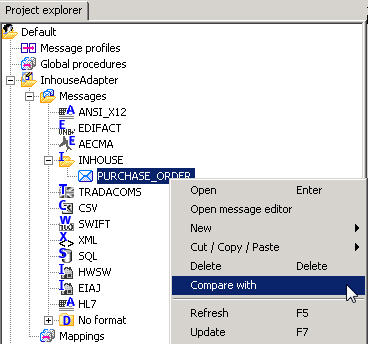 Project explorer
Default
Message profiles
Global procedures
InhouseAdapter
Messages
ANSI_X12
EDIFACT
AECMA
INHOUSE
PURCHASE_ORDER
TRADACOMS
CSV
SWIFT
XML
SQL
HWSW
EIAJ
HL7
No format
Mappings
Open Enter
Open message editor
New
Cut / Copy / Paste
Delete Delete
Compare with
Refresh F5
Update F7